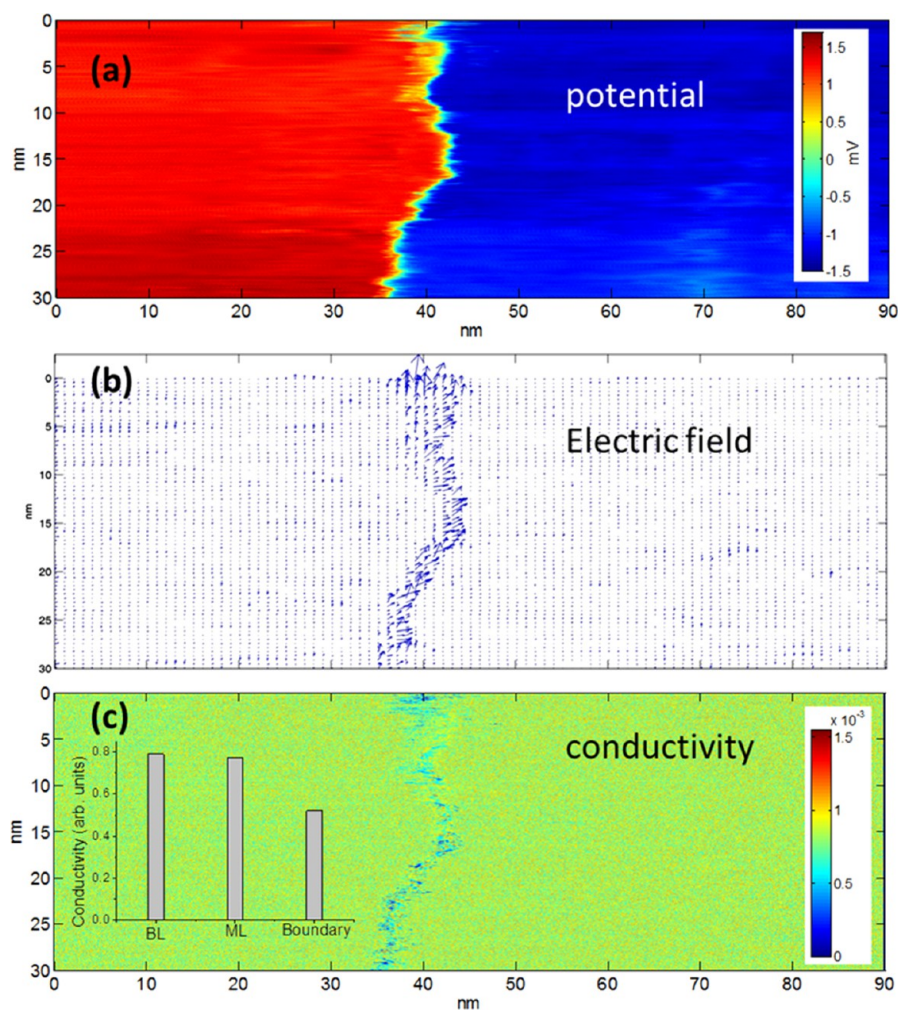 (a)
potential
0
5
10
15
20
25
30
nm
0 10 20 30 40 50 60 70 80 90
nm
1.5
1
0.5
0
-0.5
-1
-1.5
mV
(b)
Electric field
0
5
10
15
20
25
30
nm
0 10 20 30 40 50 60 70 80 90
(c)
conductivity
0
5
10
15
20
25
30
nm
0 10 20 30 40 50 60 70 80 90
nm
Conductivity (arb. units)
0.8
0.6
0.4
0.2
0.0
BL ML Boundary
x 10⁻³
1.5
1
0.5
0